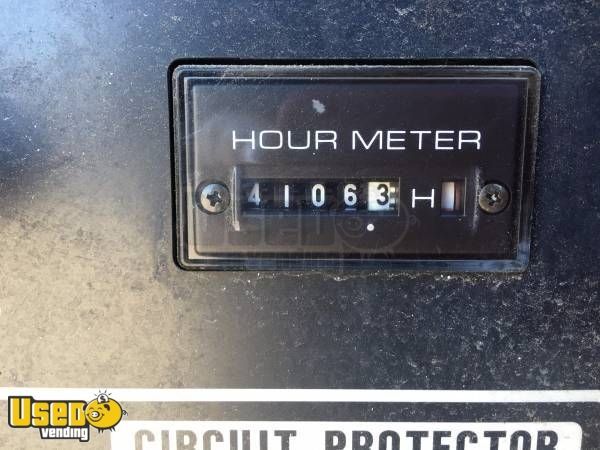 HOUR METER
41063 H
USED
vending
CIRCUIT PROTECTOR